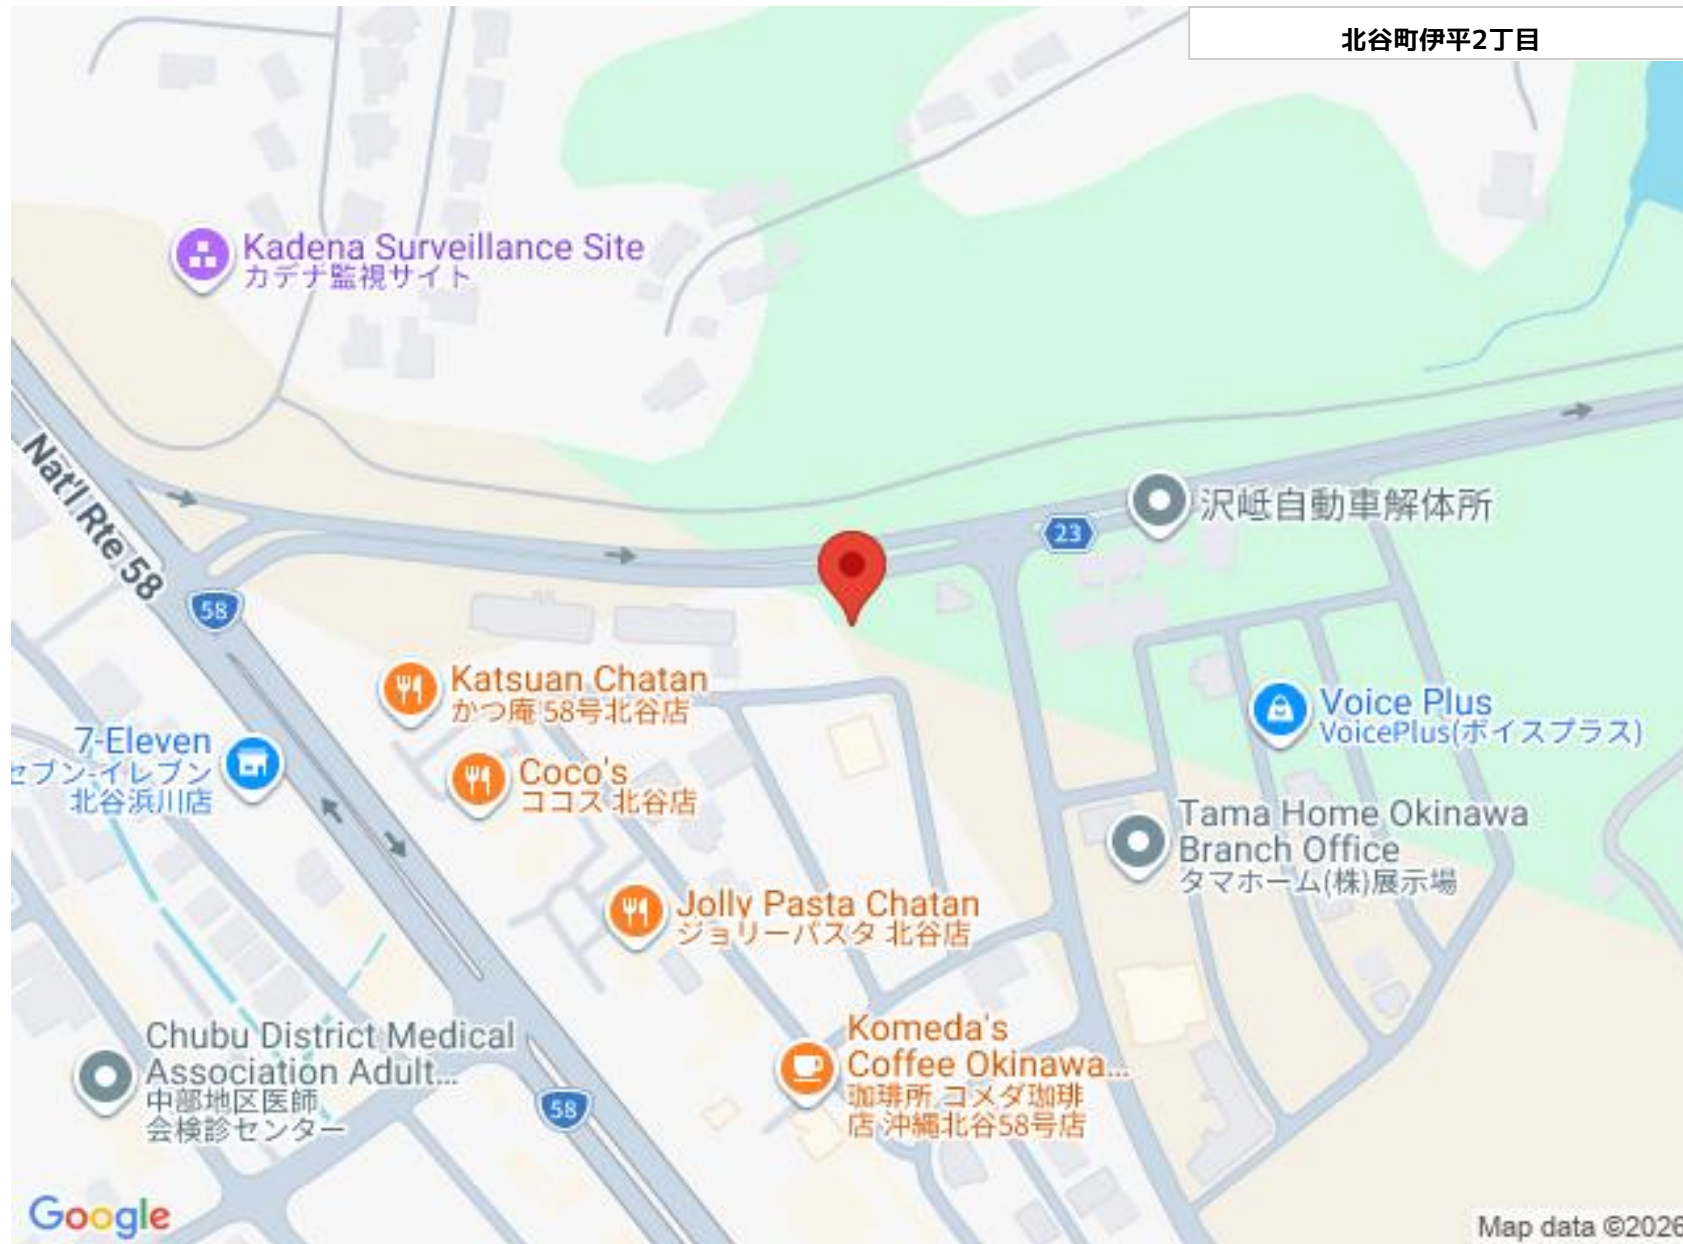 北谷町伊平2丁目
Kadena Surveillance Site
カデナ監視サイト
Nat'l Rte 58
沢岻自動車解体所
23
58
Katsuan Chatan
かつ庵 58号北谷店
7-Eleven
セブン-イレブン
北谷浜川店
Coco's
ココス 北谷店
Voice Plus
VoicePlus(ボイスプラス)
Tama Home Okinawa
Branch Office
タマホーム(株)展示場
Jolly Pasta Chatan
ジョリーパスタ 北谷店
Chubu District Medical
Association Adult...
中部地区医師
会検診センター
58
Komeda's
Coffee Okinawa...
珈琲所 コメダ珈琲
店 沖縄北谷58号店
Google
Map data ©2026